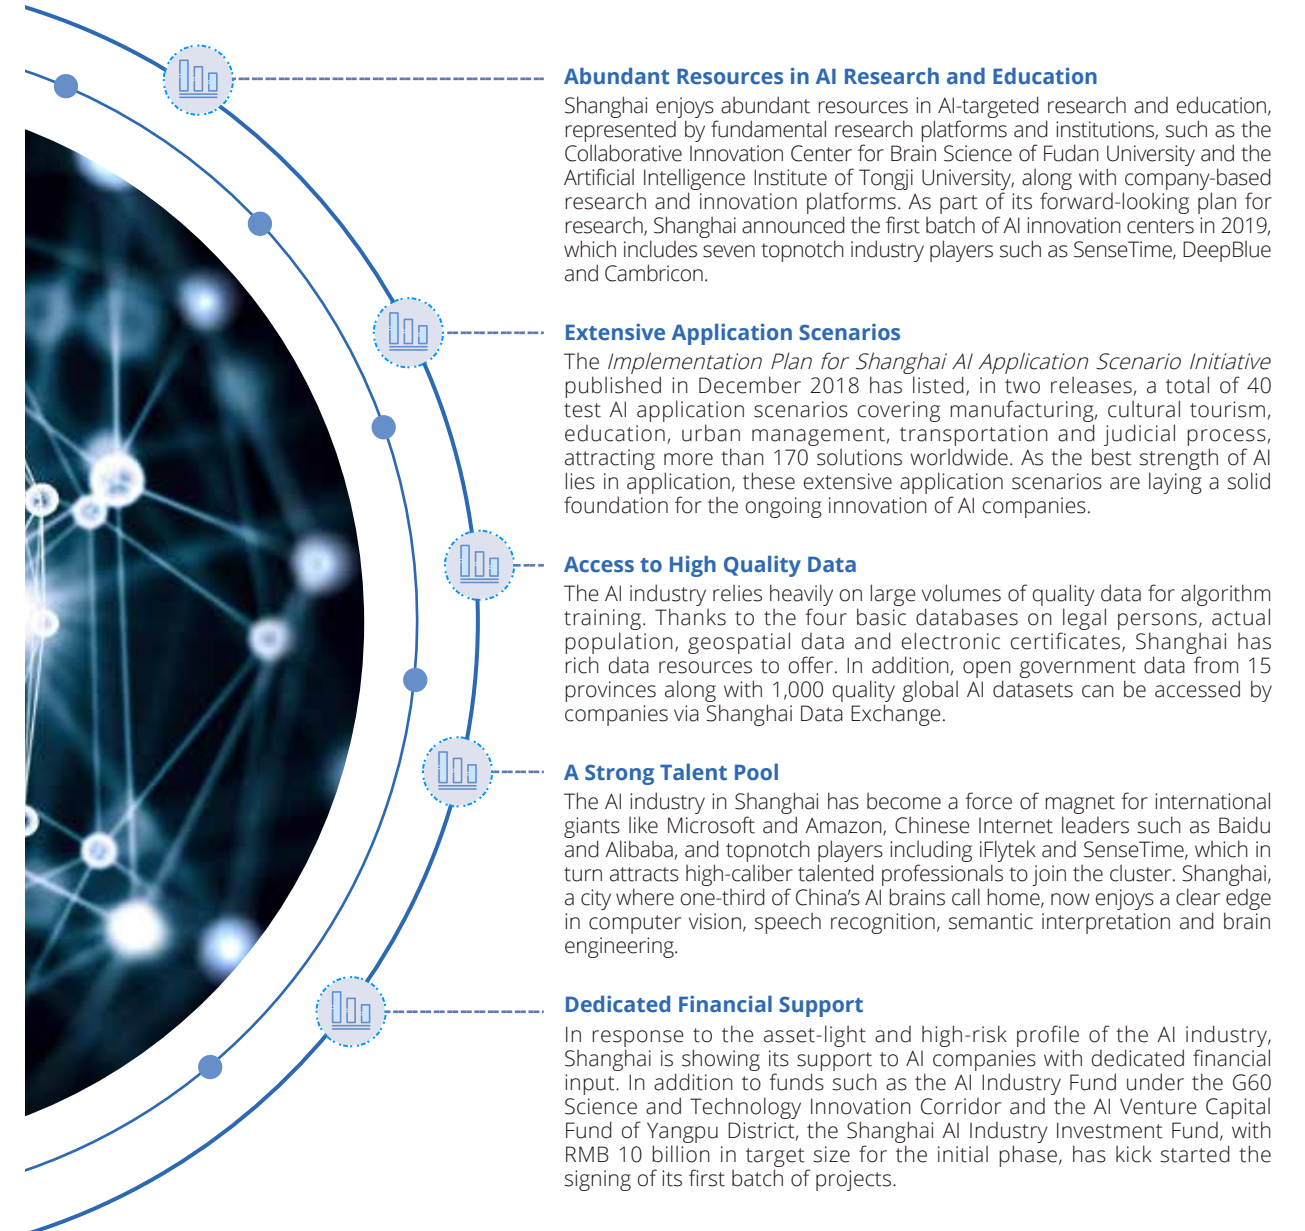 Abundant Resources in AI Research and Education
Shanghai enjoys abundant resources in AI-targeted research and education,
represented by fundamental research platforms and institutions, such as the
Collaborative Innovation Center for Brain Science of Fudan University and the
Artificial Intelligence Institute of Tongji University, along with company-based
research and innovation platforms. As part of its forward-looking plan for
research, Shanghai announced the first batch of AI innovation centers in 2019,
which includes seven topnotch industry players such as SenseTime, DeepBlue
and Cambricon.
Extensive Application Scenarios
The Implementation Plan for Shanghai AI Application Scenario Initiative
published in December 2018 has listed, in two releases, a total of 40
test AI application scenarios covering manufacturing, cultural tourism,
education, urban management, transportation and judicial process,
attracting more than 170 solutions worldwide. As the best strength of AI
lies in application, these extensive application scenarios are laying a solid
foundation for the ongoing innovation of AI companies.
Access to High Quality Data
The AI industry relies heavily on large volumes of quality data for algorithm
training. Thanks to the four basic databases on legal persons, actual
population, geospatial data and electronic certificates, Shanghai has
rich data resources to offer. In addition, open government data from 15
provinces along with 1,000 quality global AI datasets can be accessed by
companies via Shanghai Data Exchange.
A Strong Talent Pool
The AI industry in Shanghai has become a force of magnet for international
giants like Microsoft and Amazon, Chinese Internet leaders such as Baidu
and Alibaba, and topnotch players including iFlytek and SenseTime, which in
turn attracts high-caliber talented professionals to join the cluster. Shanghai,
a city where one-third of China's AI brains call home, now enjoys a clear edge
in computer vision, speech recognition, semantic interpretation and brain
engineering.
Dedicated Financial Support
In response to the asset-light and high-risk profile of the AI industry,
Shanghai is showing its support to AI companies with dedicated financial
input. In addition to funds such as the AI Industry Fund under the G60
Science and Technology Innovation Corridor and the AI Venture Capital
Fund of Yangpu District, the Shanghai AI Industry Investment Fund, with
RMB 10 billion in target size for the initial phase, has kick started the
signing of its first batch of projects.